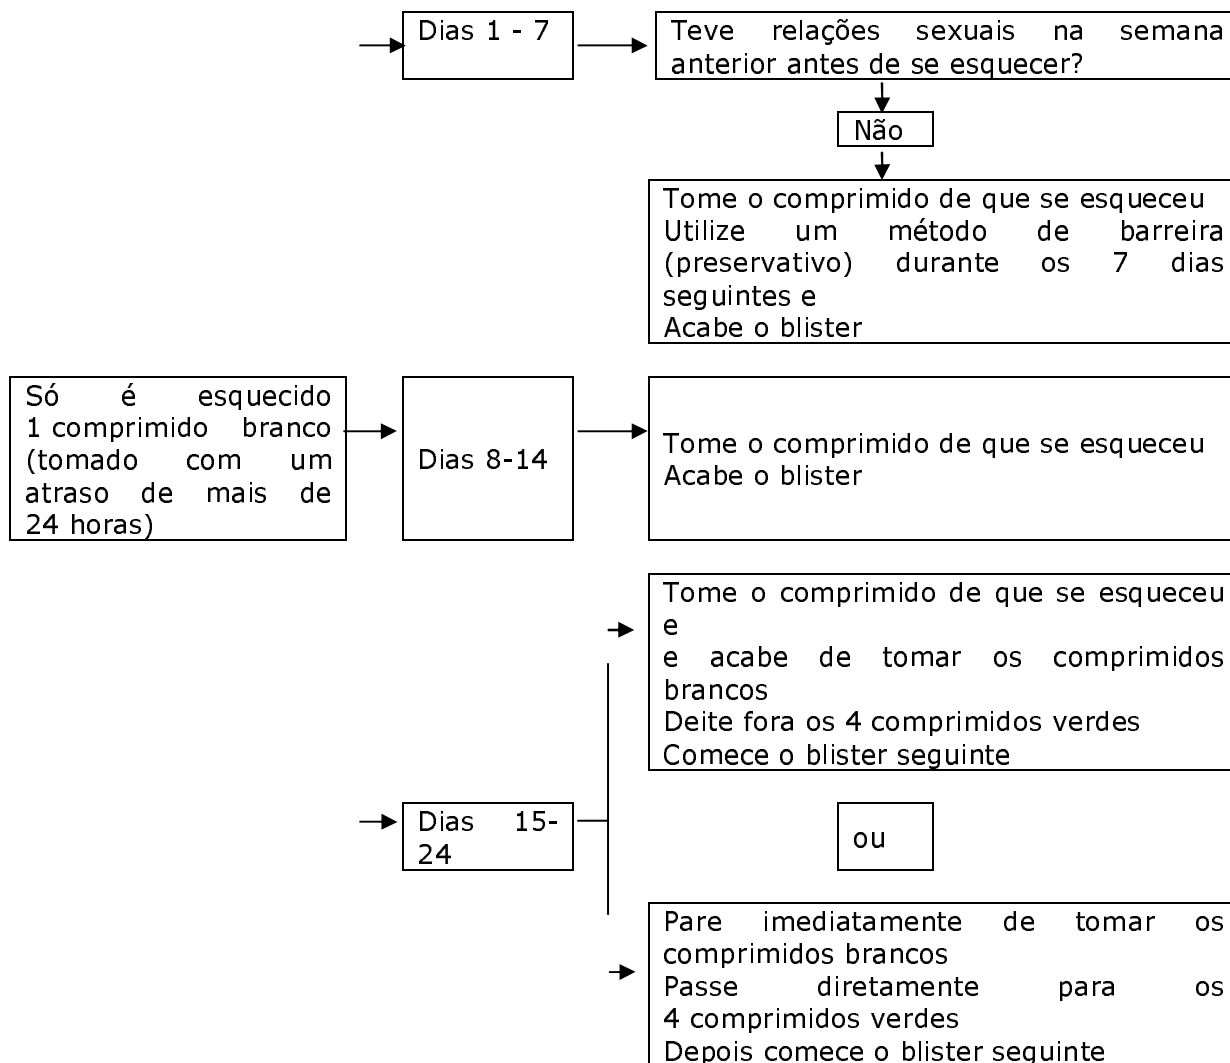 Dias 1 - 7
Teve relações sexuais na semana
anterior antes de se esquecer?
Não
Tome o comprimido de que se esqueceu
Utilize um método de barreira
(preservativo) durante os 7 dias
seguintes e
Acabe o blister
Só é esquecido
1 comprimido branco
(tomado com um
atraso de mais de
24 horas)
Dias 8-14
Tome o comprimido de que se esqueceu
Acabe o blister
Dias 15-
24
Tome o comprimido de que se esqueceu
e
e acabe de tomar os comprimidos
brancos
Deite fora os 4 comprimidos verdes
Comece o blister seguinte
ou
Pare imediatamente de tomar os
comprimidos brancos
Passe diretamente para os
4 comprimidos verdes
Depois comece o blister seguinte